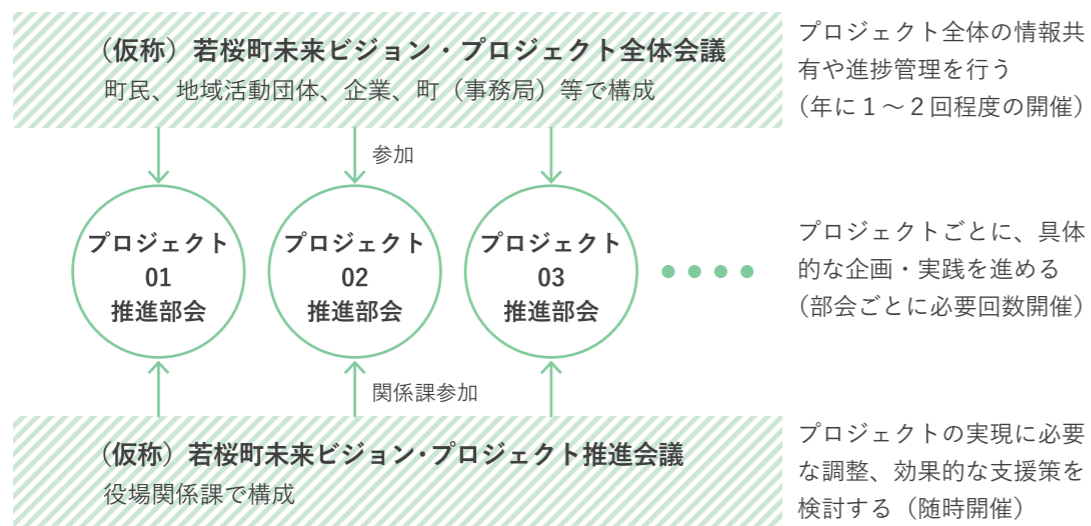 （仮称）若桜町未来ビジョン・プロジェクト全体会議
町民、地域活動団体、企業、町（事務局）等で構成
プロジェクト全体の情報共
有や進捗管理を行う
（年に１～２回程度の開催）
参加
プロジェクト
01
推進部会
プロジェクト
02
推進部会
プロジェクト
03
推進部会
プロジェクトごとに、具体
的な企画・実践を進める
（部会ごとに必要回数開催）
関係課参加
（仮称）若桜町未来ビジョン・プロジェクト推進会議
役場関係課で構成
プロジェクトの実現に必要
な調整、効果的な支援策を
検討する（随時開催）